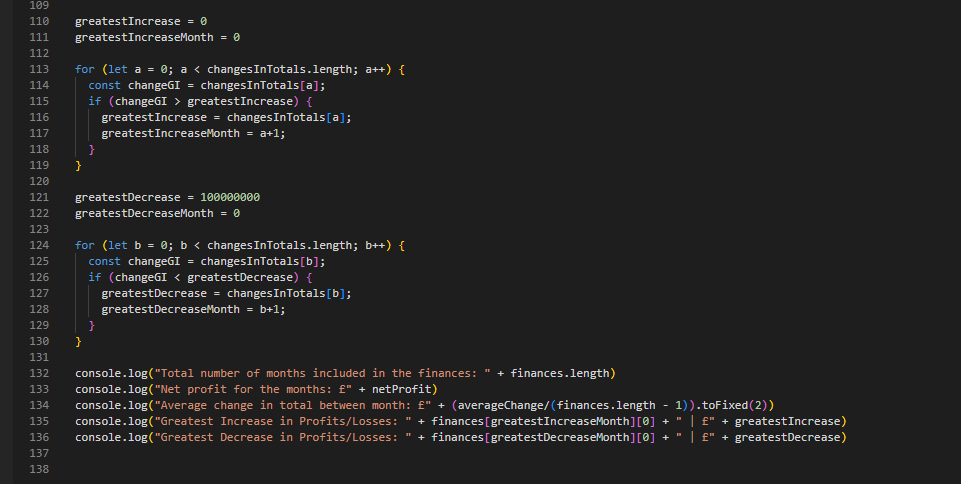 109
110 greatestIncrease = 0
111 greatestIncreaseMonth = 0
112
113 for (let a = 0; a < changesInTotals.length; a++) {
114   const changeGI = changesInTotals[a];
115   if (changeGI > greatestIncrease) {
116     greatestIncrease = changesInTotals[a];
117     greatestIncreaseMonth = a+1;
118   }
119 }
120
121 greatestDecrease = 100000000
122 greatestDecreaseMonth = 0
123
124 for (let b = 0; b < changesInTotals.length; b++) {
125   const changeGI = changesInTotals[b];
126   if (changeGI < greatestDecrease) {
127     greatestDecrease = changesInTotals[b];
128     greatestDecreaseMonth = b+1;
129   }
130 }
131
132 console.log("Total number of months included in the finances: " + finances.length)
133 console.log("Net profit for the months: £" + netProfit)
134 console.log("Average change in total between month: £" + (averageChange/(finances.length - 1)).toFixed(2))
135 console.log("Greatest Increase in Profits/Losses: " + finances[greatestIncreaseMonth][0] + " | £" + greatestIncrease)
136 console.log("Greatest Decrease in Profits/Losses: " + finances[greatestDecreaseMonth][0] + " | £" + greatestDecrease)
137
138